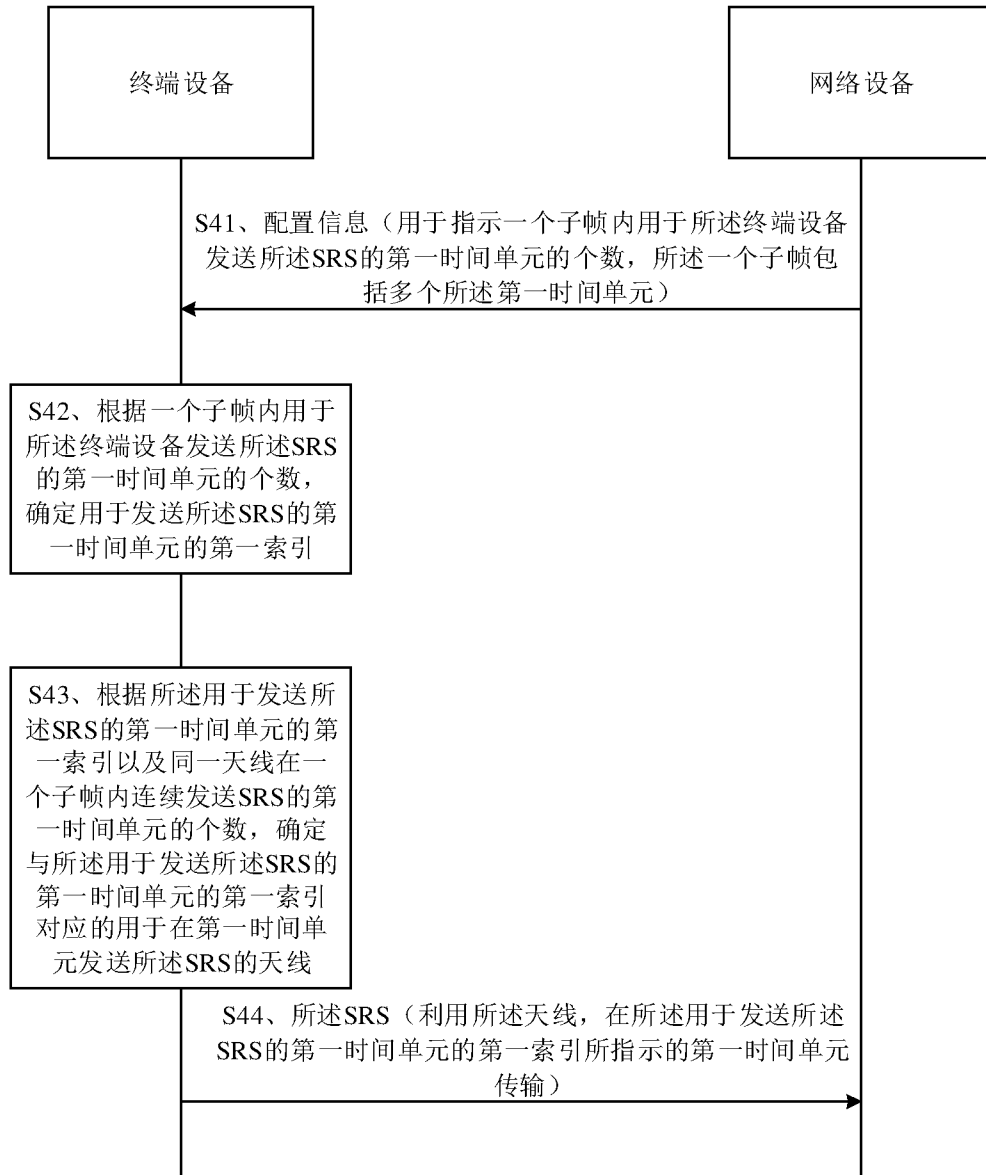 终端设备
网络设备
S41、配置信息（用于指示一个子帧内用于所述终端设备
发送所述SRS的第一时间单元的个数，所述一个子帧包
括多个所述第一时间单元）
S42、根据一个子帧内用于
所述终端设备发送所述SRS
的第一时间单元的个数，
确定用于发送所述SRS的第
一时间单元的第一索引
S43、根据所述用于发送所
述SRS的第一时间单元的第
一索引以及同一天线在一
个子帧内连续发送SRS的第
一时间单元的个数，确定
与所述用于发送所述SRS的
第一时间单元的第一索引
对应的用于在第一时间单
元发送所述SRS的天线
S44、所述SRS（利用所述天线，在所述用于发送所述
SRS的第一时间单元的第一索引所指示的第一时间单元
传输）